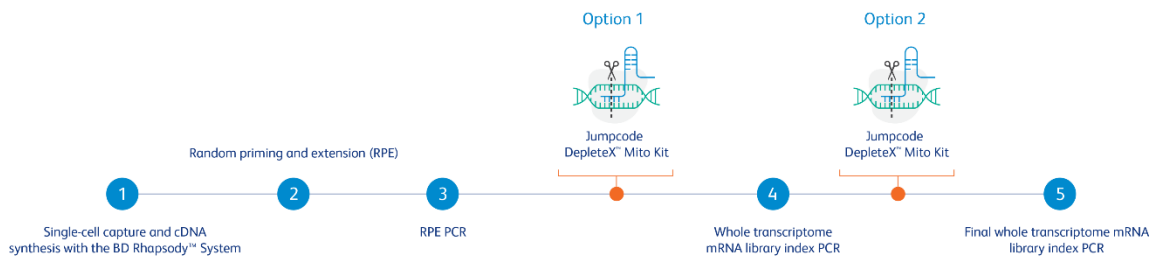 Option 1
Option 2
Jumpcode
DepleteX™ Mito Kit
Jumpcode
DepleteX™ Mito Kit
Random priming and extension (RPE)
1
2
3
4
5
Single-cell capture and cDNA
synthesis with the BD Rhapsody™ System
RPE PCR
Whole transcriptome
mRNA library index PCR
Final whole transcriptome mRNA
library index PCR